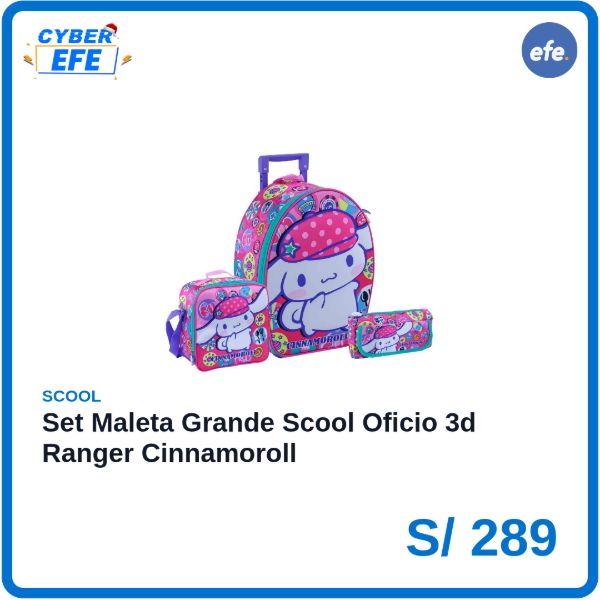 CYBER
EFE
efe.
CINNAMOROLL
CINNAMOROLL
SCOOL
Set Maleta Grande Scool Oficio 3d
Ranger Cinnamoroll
S/ 289